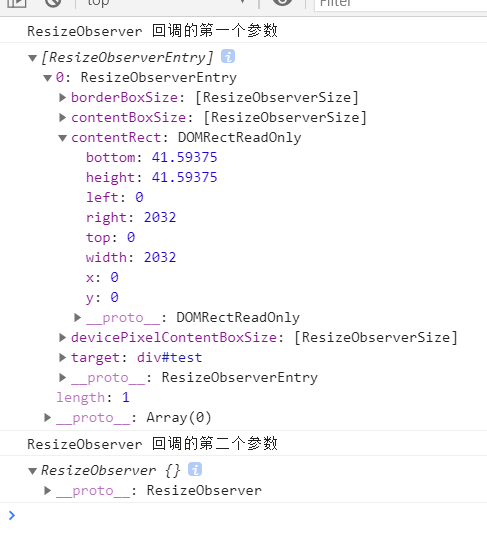 top
Filter
ResizeObserver 回调的第一个参数
[ResizeObserverEntry]
0: ResizeObserverEntry
borderBoxSize: [ResizeObserverSize]
contentBoxSize: [ResizeObserverSize]
contentRect: DOMRectReadOnly
bottom: 41.59375
height: 41.59375
left: 0
right: 2032
top: 0
width: 2032
x: 0
y: 0
__proto__: DOMRectReadOnly
devicePixelContentBoxSize: [ResizeObserverSize]
target: div#test
__proto__: ResizeObserverEntry
length: 1
__proto__: Array(0)
ResizeObserver 回调的第二个参数
ResizeObserver {}
__proto__: ResizeObserver